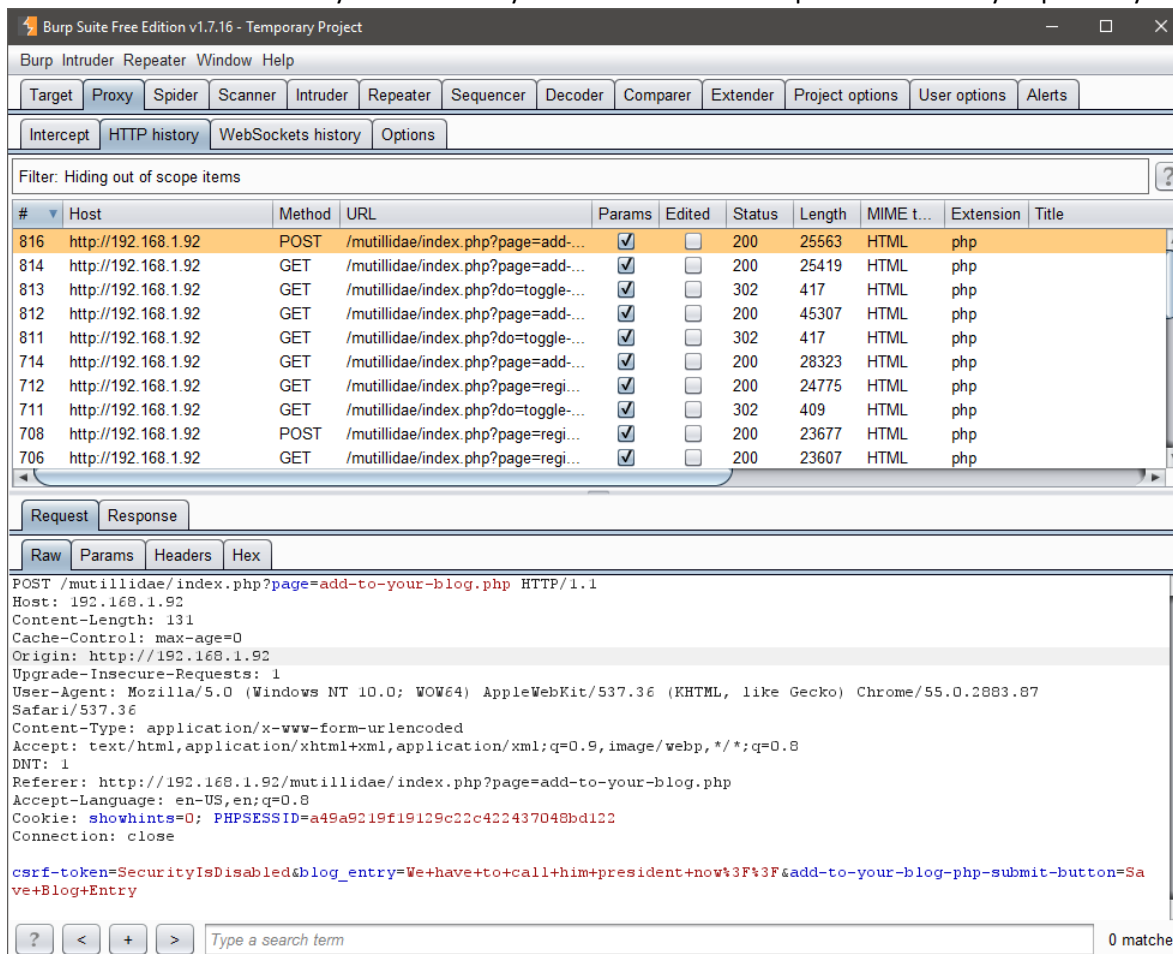 Burp Suite Free Edition v1.7.16 - Temporary Project
Burp Intruder Repeater Window Help
Target Proxy Spider Scanner Intruder Repeater Sequencer Decoder Comparer Extender Project options User options Alerts
Intercept HTTP history WebSockets history Options
Filter: Hiding out of scope items ?
# Host Method URL Params Edited Status Length MIME t... Extension Title
816 http://192.168.1.92 POST /mutillidae/index.php?page=add-... 200 25563 HTML php
814 http://192.168.1.92 GET /mutillidae/index.php?page=add-... 200 25419 HTML php
813 http://192.168.1.92 GET /mutillidae/index.php?do=toggle-... 302 417 HTML php
812 http://192.168.1.92 GET /mutillidae/index.php?page=add-... 200 45307 HTML php
811 http://192.168.1.92 GET /mutillidae/index.php?do=toggle-... 302 417 HTML php
714 http://192.168.1.92 GET /mutillidae/index.php?page=add-... 200 28323 HTML php
712 http://192.168.1.92 GET /mutillidae/index.php?page=regi... 200 24775 HTML php
711 http://192.168.1.92 GET /mutillidae/index.php?do=toggle-... 302 409 HTML php
708 http://192.168.1.92 POST /mutillidae/index.php?page=regi... 200 23677 HTML php
706 http://192.168.1.92 GET /mutillidae/index.php?page=regi... 200 23607 HTML php
Request Response
Raw Params Headers Hex
POST /mutillidae/index.php?page=add-to-your-blog.php HTTP/1.1
Host: 192.168.1.92
Content-Length: 131
Cache-Control: max-age=0
Origin: http://192.168.1.92
Upgrade-Insecure-Requests: 1
User-Agent: Mozilla/5.0 (Windows NT 10.0; WOW64) AppleWebKit/537.36 (KHTML, like Gecko) Chrome/55.0.2883.87
Safari/537.36
Content-Type: application/x-www-form-urlencoded
Accept: text/html,application/xhtml+xml,application/xml;q=0.9,image/webp,*/*;q=0.8
DNT: 1
Referer: http://192.168.1.92/mutillidae/index.php?page=add-to-your-blog.php
Accept-Language: en-US,en;q=0.8
Cookie: showhints=0; PHPSESSID=a49a9219f19129c22c422437048bd122
Connection: close
csrf-token=SecurityIsDisabled&blog_entry=We+have+to+call+him+president+now%3F%3F&add-to-your-blog-php-submit-button=Sa
ve+Blog+Entry
? < + > Type a search term 0 matche